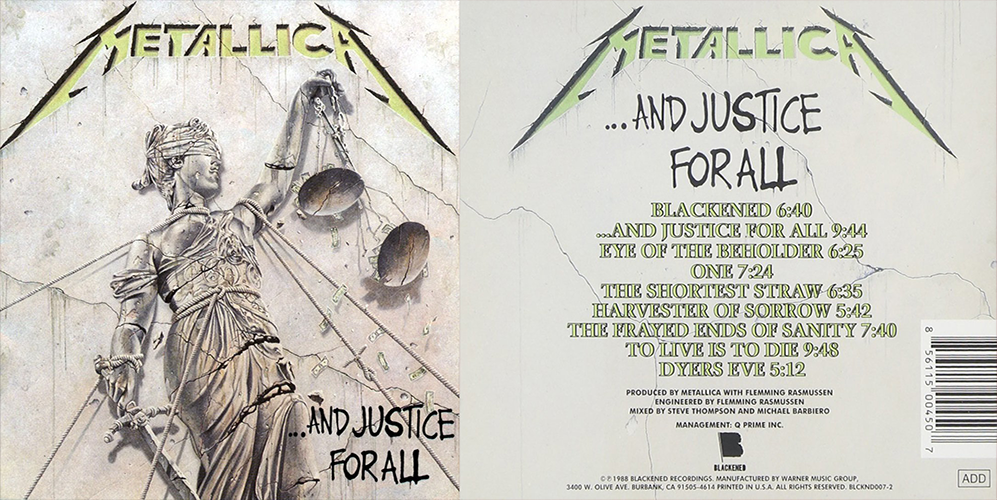 METALLICA
...AND JUSTICE
FOR ALL
METALLICA
...AND JUSTICE
FOR ALL
BLACKENED 6:40
...AND JUSTICE FOR ALL 9:44
EYE OF THE BEHOLDER 6:25
ONE 7:24
THE SHORTEST STRAW 6:35
HARVESTER OF SORROW 5:42
THE FRAYED ENDS OF SANITY 7:40
TO LIVE IS TO DIE 9:48
DYERS EVE 5:12
PRODUCED BY METALLICA WITH FLEMMING RASMUSSEN
ENGINEERED BY FLEMMING RASMUSSEN
MIXED BY STEVE THOMPSON AND MICHAEL BARBIERO
MANAGEMENT: Q PRIME INC.
B
BLACKENED
©℗1988 BLACKENED RECORDINGS. MANUFACTURED BY WARNER MUSIC GROUP,
3400 W. OLIVE AVE. BURBANK, CA 91505-4614 PRINTED IN U.S.A. ALL RIGHTS RESERVED. BLCKND007-2
8 56115 00450 7
ADD